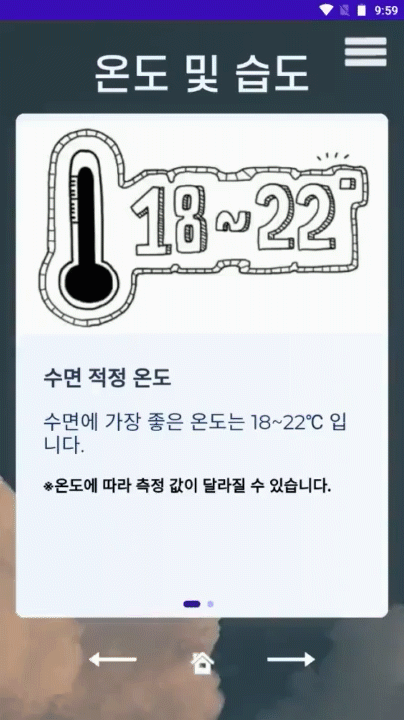 9:59
온도 및 습도
18~22°
수면 적정 온도
수면에 가장 좋은 온도는 18~22℃ 입
니다.
※온도에 따라 측정 값이 달라질 수 있습니다.